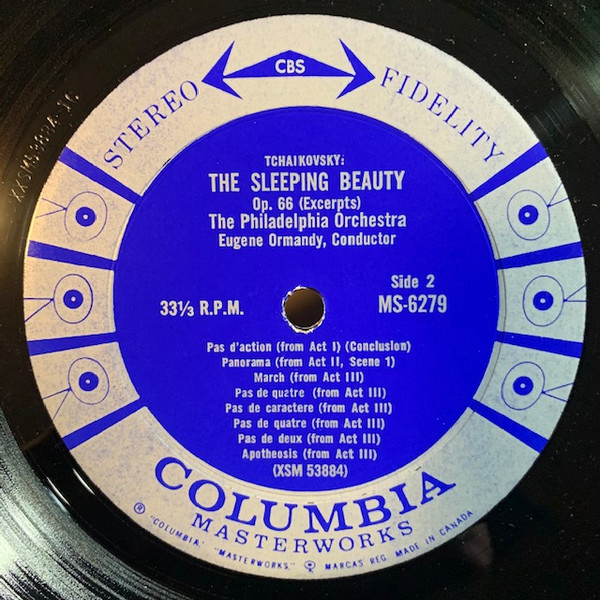 CBS
STEREO FIDELITY
TCHAIKOVSKY:
THE SLEEPING BEAUTY
Op. 66 (Excerpts)
The Philadelphia Orchestra
Eugene Ormandy, Conductor
Side 2
33⅓ R.P.M.
MS-6279
Pas d'action (from Act I) (Conclusion)
Panorama (from Act II, Scene 1)
March (from Act III)
Pas de quatre (from Act III)
Pas de caractere (from Act III)
Pas de quatre (from Act III)
Pas de deux (from Act III)
Apotheosis (from Act III)
(XSM 53884)
COLUMBIA
MASTERWORKS
® "COLUMBIA" "MASTERWORKS" MARCAS REG. MADE IN CANADA